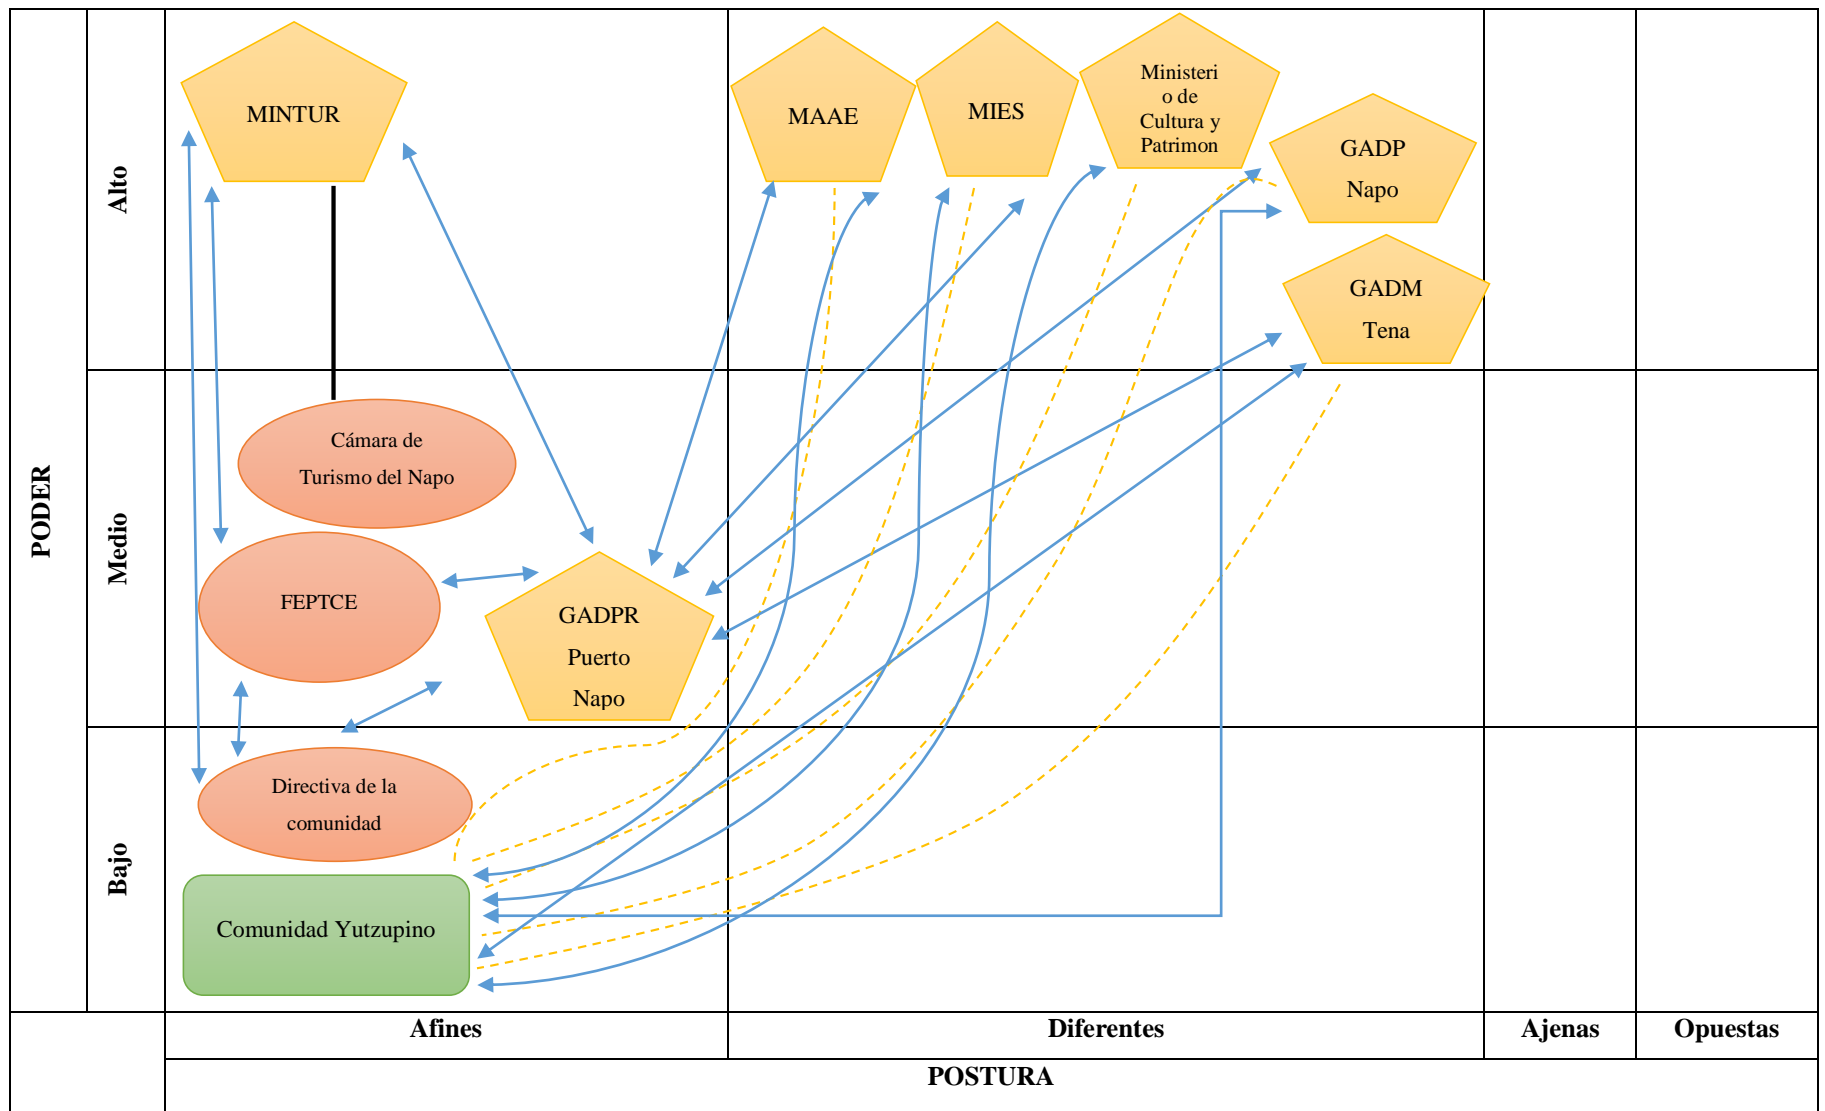 MINTUR
MAAE
MIES
Ministeri
o de
Cultura y
Patrimon
GADP
Napo
GADM
Tena
Alto
Cámara de
Turismo del Napo
FEPTCE
GADPR
Puerto
Napo
PODER
Medio
Directiva de la
comunidad
Comunidad Yutzupino
Bajo
Afines
Diferentes
Ajenas
Opuestas
POSTURA